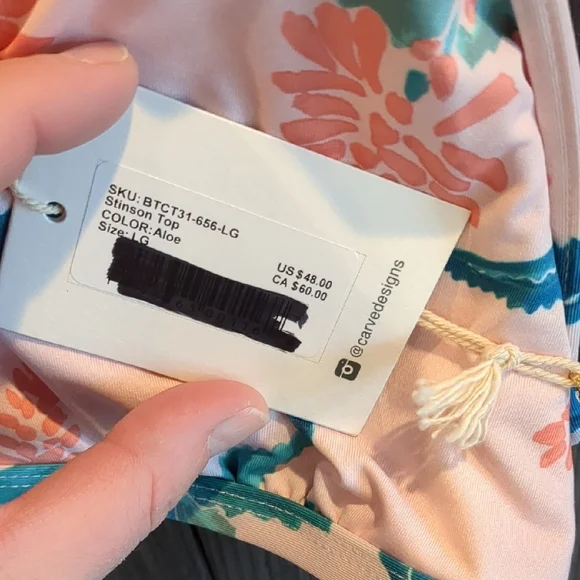 SKU: BTCT31-656-LG
Stinson Top
COLOR: Aloe
Size: LG
US $48.00
CA $60.00
@carvedesigns